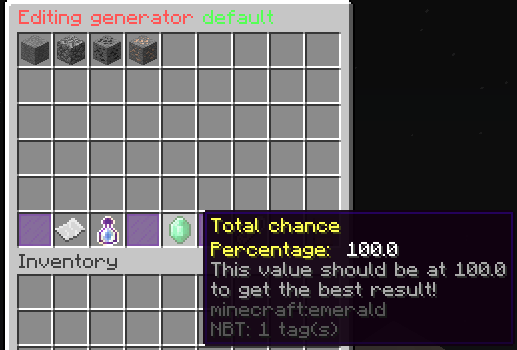 Editing generator default
Total chance
Percentage: 100.0
This value should be at 100.0
to get the best result!
minecraft:emerald
NBT: 1 tag(s)
Inventory